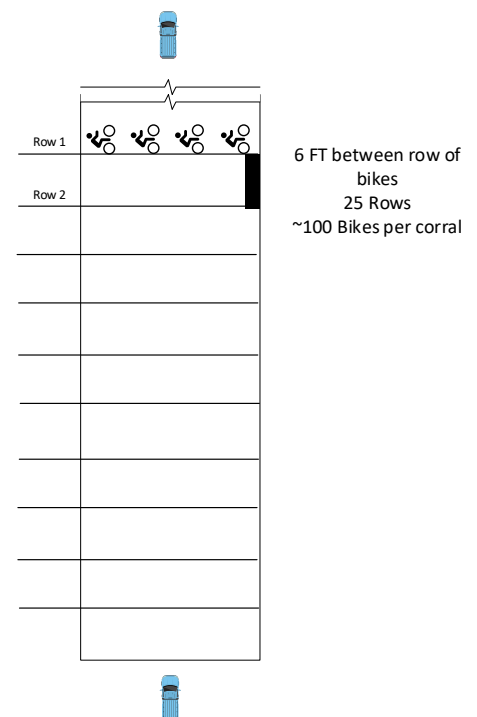 Row 1
Row 2
6 FT between row of
bikes
25 Rows
~100 Bikes per corral